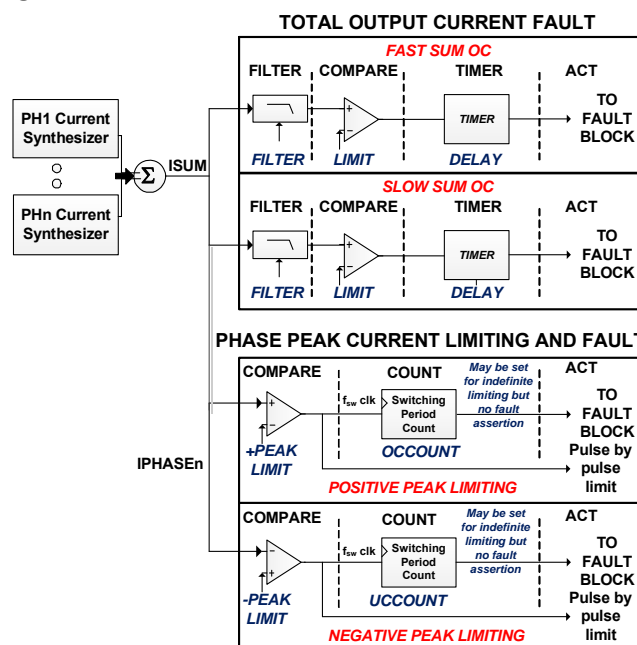 TOTAL OUTPUT CURRENT FAULT
FAST SUM OC
FILTER COMPARE TIMER ACT
TIMER
TO
FAULT
BLOCK
FILTER LIMIT DELAY
PH1 Current
Synthesizer
PHn Current
Synthesizer
Σ
ISUM
SLOW SUM OC
FILTER COMPARE TIMER ACT
TIMER
TO
FAULT
BLOCK
FILTER LIMIT DELAY
PHASE PEAK CURRENT LIMITING AND FAULT
COMPARE COUNT ACT
May be set
for indefinite
limiting but
no fault
assertion
fsw clk
Switching
Period
Count
TO
FAULT
BLOCK
Pulse by
pulse
limit
+PEAK
LIMIT
OCCOUNT
POSITIVE PEAK LIMITING
IPHASEn
COMPARE COUNT ACT
May be set
for indefinite
limiting but
no fault
assertion
fsw clk
Switching
Period
Count
TO
FAULT
BLOCK
Pulse by
pulse
limit
-PEAK
LIMIT
UCCOUNT
NEGATIVE PEAK LIMITING